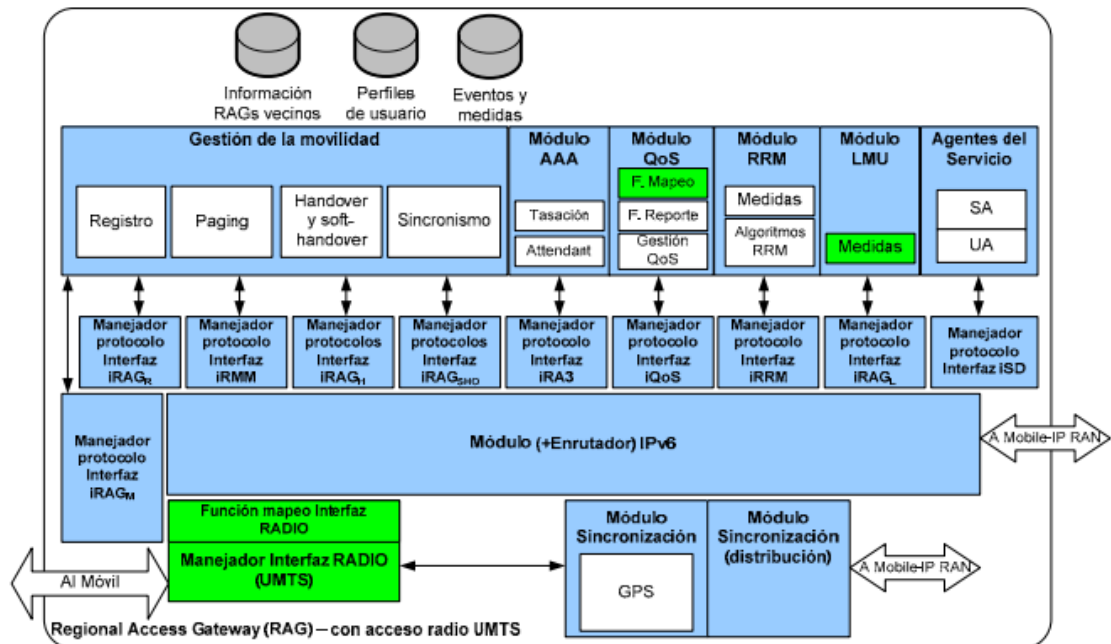 Información
RAGs vecinos
Perfiles
de usuario
Eventos y
medidas
Gestión de la movilidad
Registro
Paging
Handover
y soft-
handover
Sincronismo
Módulo
AAA
Tasación
Attendant
Módulo
QoS
F. Mapeo
F. Reporte
Gestión
QoS
Módulo
RRM
Medidas
Algoritmos
RRM
Módulo
LMU
Medidas
Agentes del
Servicio
SA
UA
Manejador
protocolo
Interfaz
iRAGR
Manejador
protocolo
Interfaz
iRMM
Manejador
protocolos
Interfaz
iRAGH
Manejador
protocolos
Interfaz
iRAGSHO
Manejador
protocolo
Interfaz
iRA3
Manejador
protocolo
Interfaz
iQoS
Manejador
protocolo
Interfaz
iRRM
Manejador
protocolo
Interfaz
iRAGL
Manejador
protocolo
Interfaz iSD
Manejador
protocolo
Interfaz
iRAGM
Módulo (+Enrutador) IPv6
A Mobile-IP RAN
Función mapeo Interfaz
RADIO
Manejador Interfaz RADIO
(UMTS)
Al Móvil
Módulo
Sincronización
GPS
Módulo
Sincronización
(distribución)
A Mobile-IP RAN
Regional Access Gateway (RAG) – con acceso radio UMTS